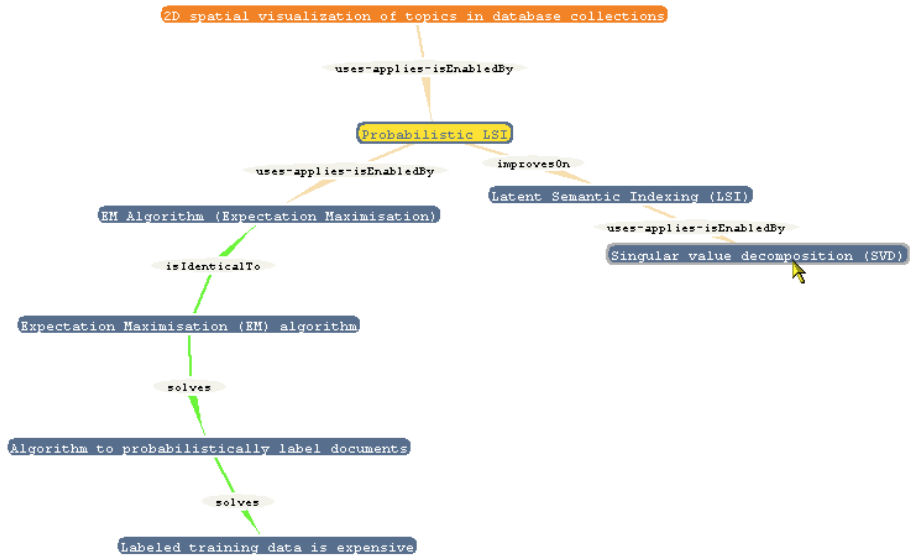 2D spatial visualization of topics in database collections
uses-applies-isEnabledBy
Probabilistic LSI
uses-applies-isEnabledBy
improvesOn
EM Algorithm (Expectation Maximisation)
Latent Semantic Indexing (LSI)
uses-applies-isEnabledBy
Singular value decomposition (SVD)
isIdenticalTo
Expectation Maximisation (EM) algorithm
solves
Algorithm to probabilistically label documents
solves
Labeled training data is expensive